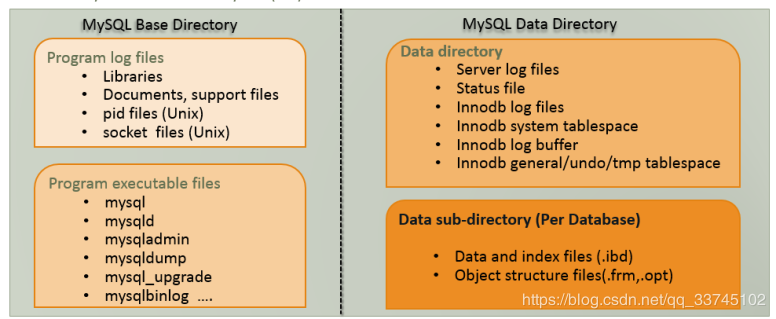 MySQL Base Directory
Program log files
• Libraries
• Documents, support files
• pid files (Unix)
• socket files (Unix)
Program executable files
• mysql
• mysqld
• mysqladmin
• mysqldump
• mysql_upgrade
• mysqlbinlog ....
MySQL Data Directory
Data directory
• Server log files
• Status file
• Innodb log files
• Innodb system tablespace
• Innodb log buffer
• Innodb general/undo/tmp tablespace
Data sub-directory (Per Database)
• Data and index files (.ibd)
• Object structure files(.frm,.opt)
https://blog.csdn.net/qq_33745102